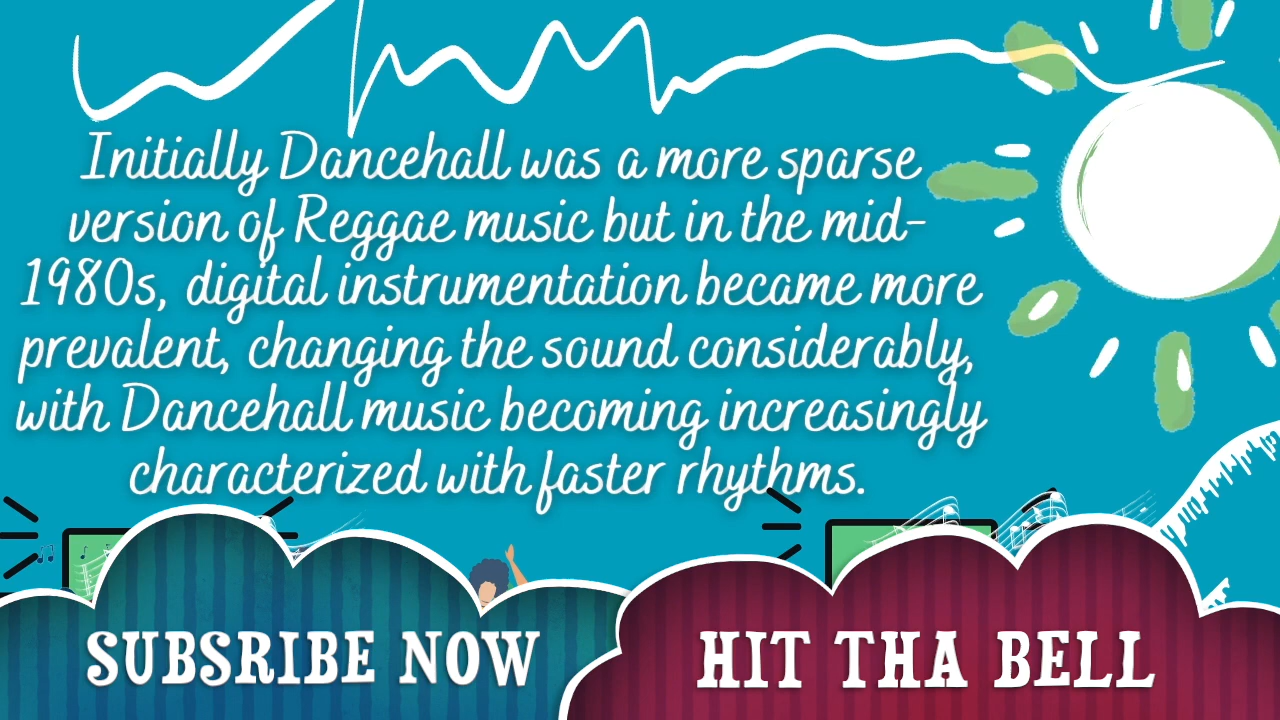 Initially Dancehall was a more sparse
version of Reggae music but in the mid-
1980s, digital instrumentation became more
prevalent, changing the sound considerably,
with Dancehall music becoming increasingly
characterized with faster rhythms.
SUBSRIBE NOW
HIT THA BELL